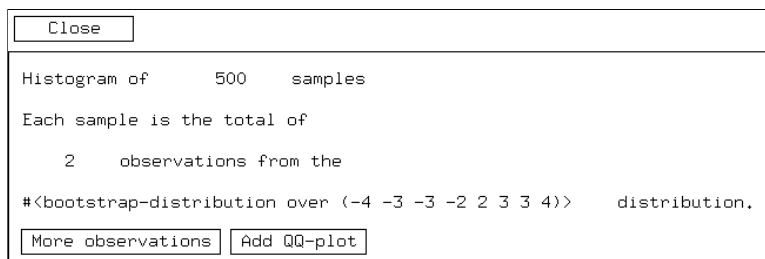 Close
Histogram of 500 samples
Each sample is the total of
2 observations from the
#<bootstrap-distribution over (-4 -3 -3 -2 2 3 3 4)> distribution.
More observations Add QQ-plot